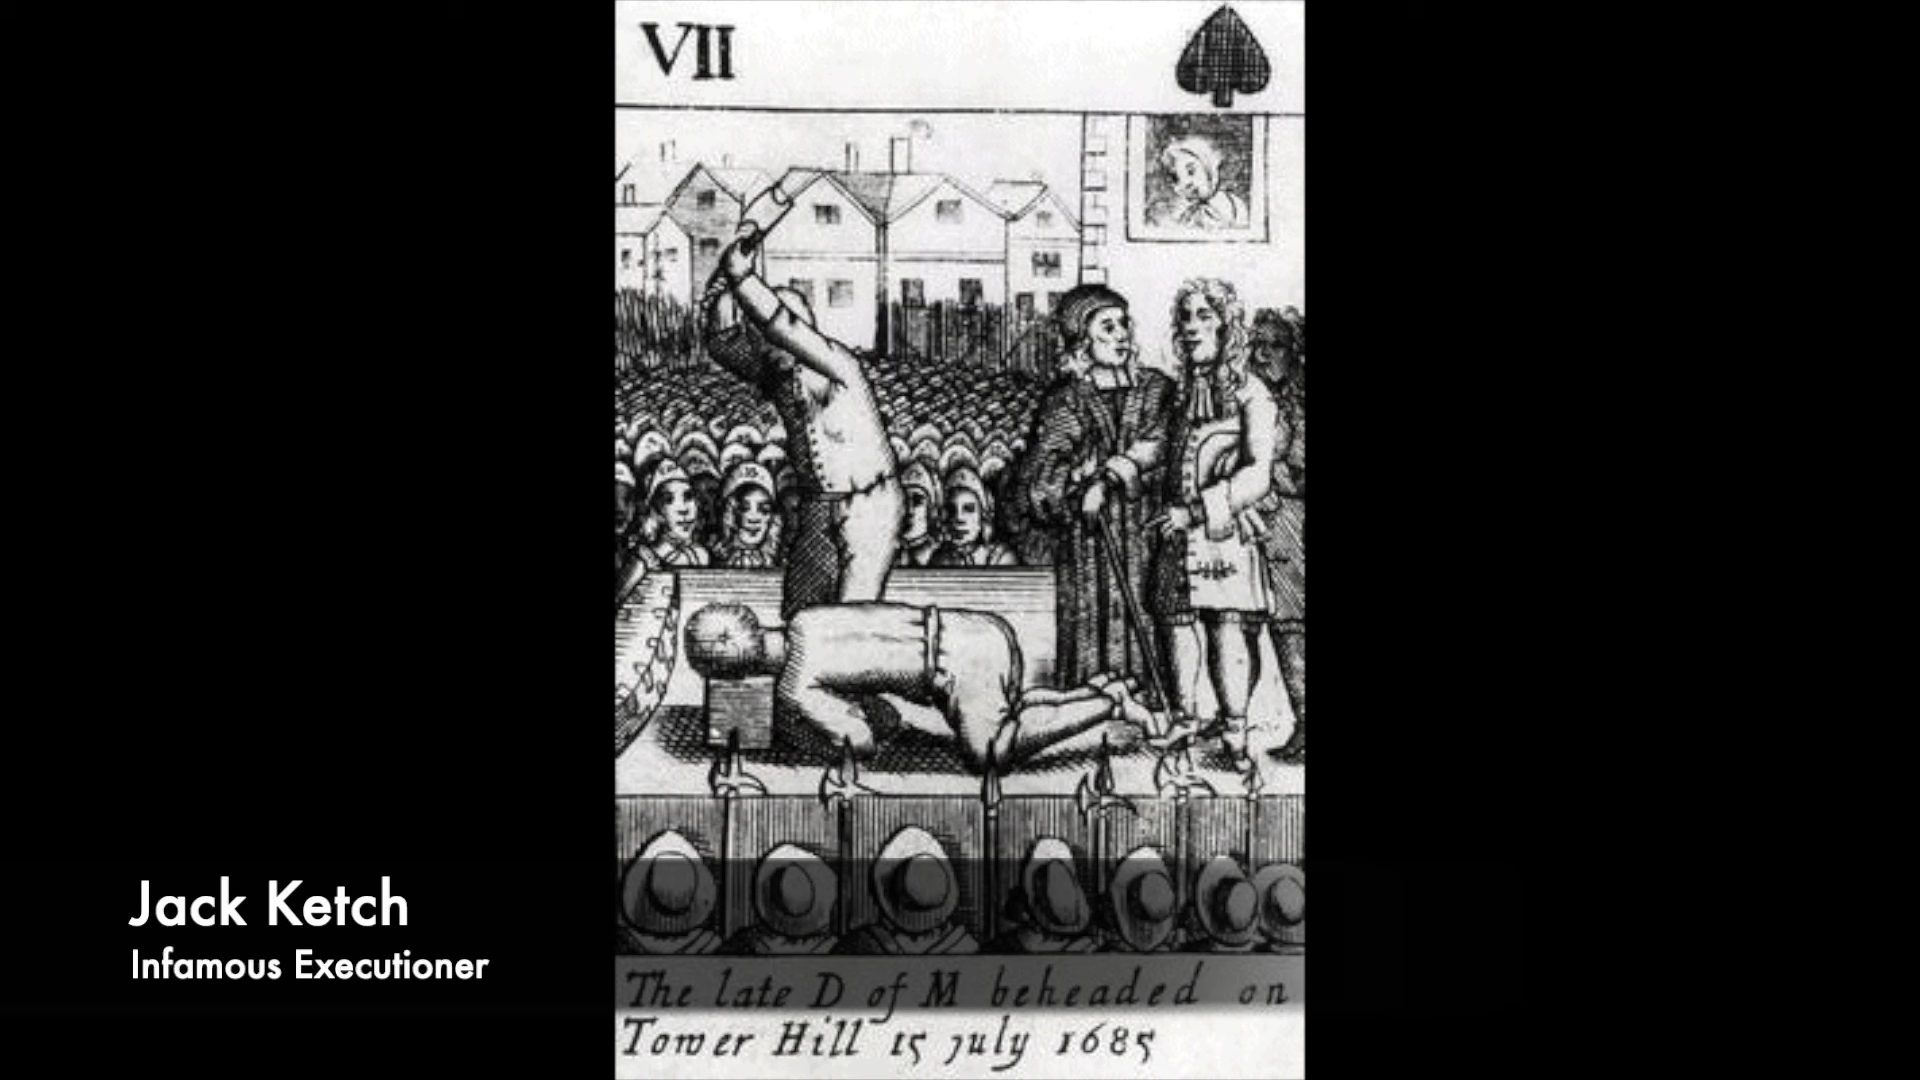 VII
Jack Ketch
Infamous Executioner
The late D of M beheaded on
Tower Hill 15 july 1685